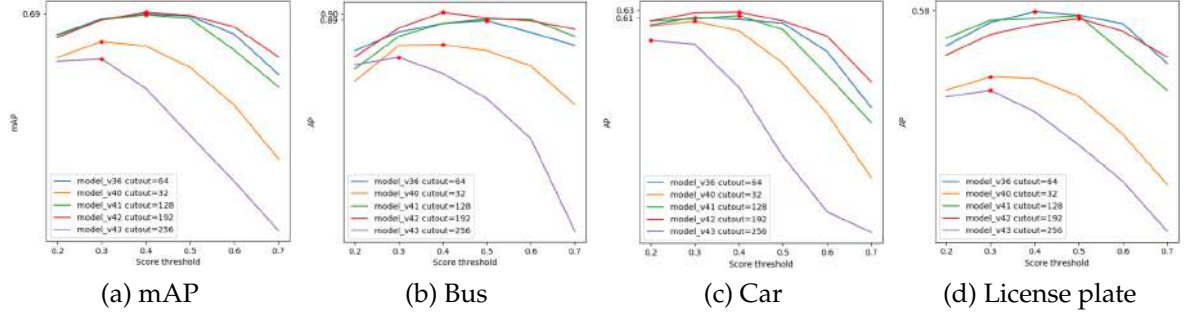 0.69
mAP
model_v36 cutout=64
model_v40 cutout=32
model_v41 cutout=128
model_v42 cutout=192
model_v43 cutout=256
0.2 0.3 0.4 0.5 0.6 0.7
Score threshold
(a) mAP
0.90
0.89
AP
model_v36 cutout=64
model_v40 cutout=32
model_v41 cutout=128
model_v42 cutout=192
model_v43 cutout=256
0.2 0.3 0.4 0.5 0.6 0.7
Score threshold
(b) Bus
0.63
0.61
AP
model_v36 cutout=64
model_v40 cutout=32
model_v41 cutout=128
model_v42 cutout=192
model_v43 cutout=256
0.2 0.3 0.4 0.5 0.6 0.7
Score threshold
(c) Car
0.58
AP
model_v36 cutout=64
model_v40 cutout=32
model_v41 cutout=128
model_v42 cutout=192
model_v43 cutout=256
0.2 0.3 0.4 0.5 0.6 0.7
Score threshold
(d) License plate